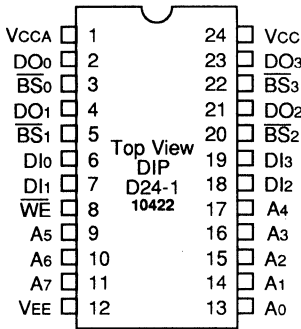 VCCA 1 24 VCC
DO0 2 23 DO3
BS0 3 22 BS3
DO1 4 21 DO2
BS1 5 20 BS2
DI0 6 Top View 19 DI3
DI1 7 DIP 18 DI2
WE 8 D24-1 17 A4
A5 9 10422 16 A3
A6 10 15 A2
A7 11 14 A1
VEE 12 13 A0